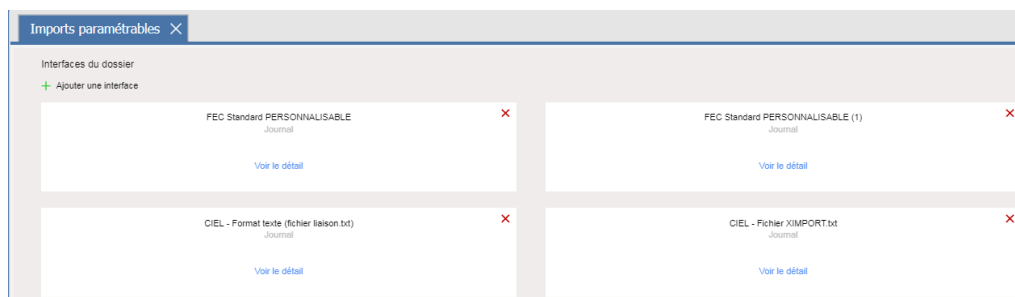 Imports paramétrables
Interfaces du dossier
+ Ajouter une interface
FEC Standard PERSONNALISABLE
Journal
Voir le détail
FEC Standard PERSONNALISABLE (1)
Journal
Voir le détail
CIEL - Format texte (fichier liaison.txt)
Journal
Voir le détail
CIEL - Fichier XIMPORT.txt
Journal
Voir le détail